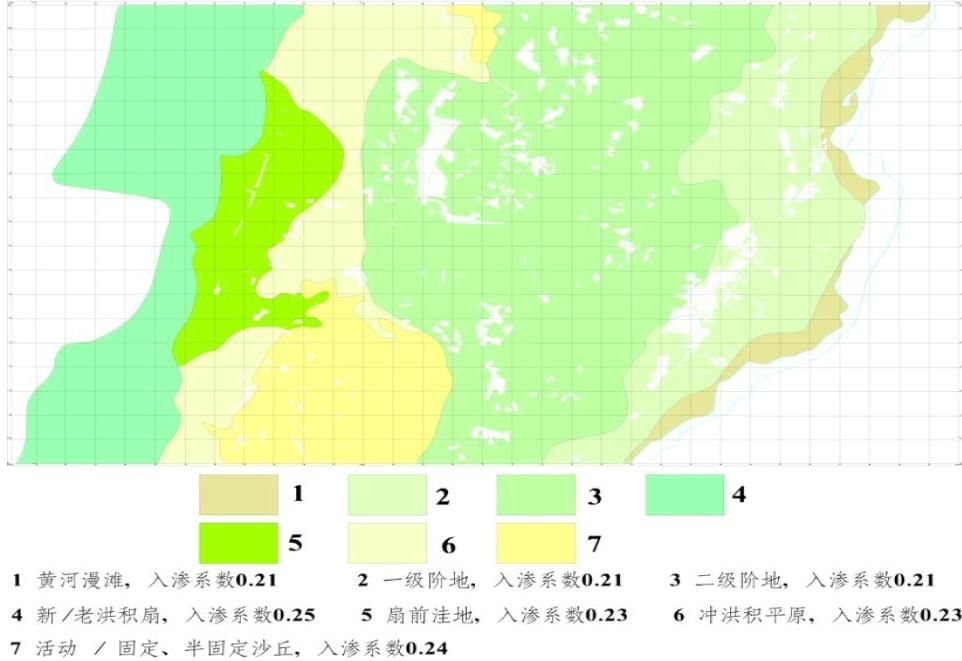 1 2 3 4
5 6 7
1 黄河漫滩, 入渗系数0.21 2 一级阶地, 入渗系数0.21 3 二级阶地, 入渗系数0.21
4 新/老洪积扇, 入渗系数0.25 5 扇前洼地, 入渗系数0.23 6 冲洪积平原, 入渗系数0.23
7 活动 / 固定、半固定沙丘, 入渗系数0.24